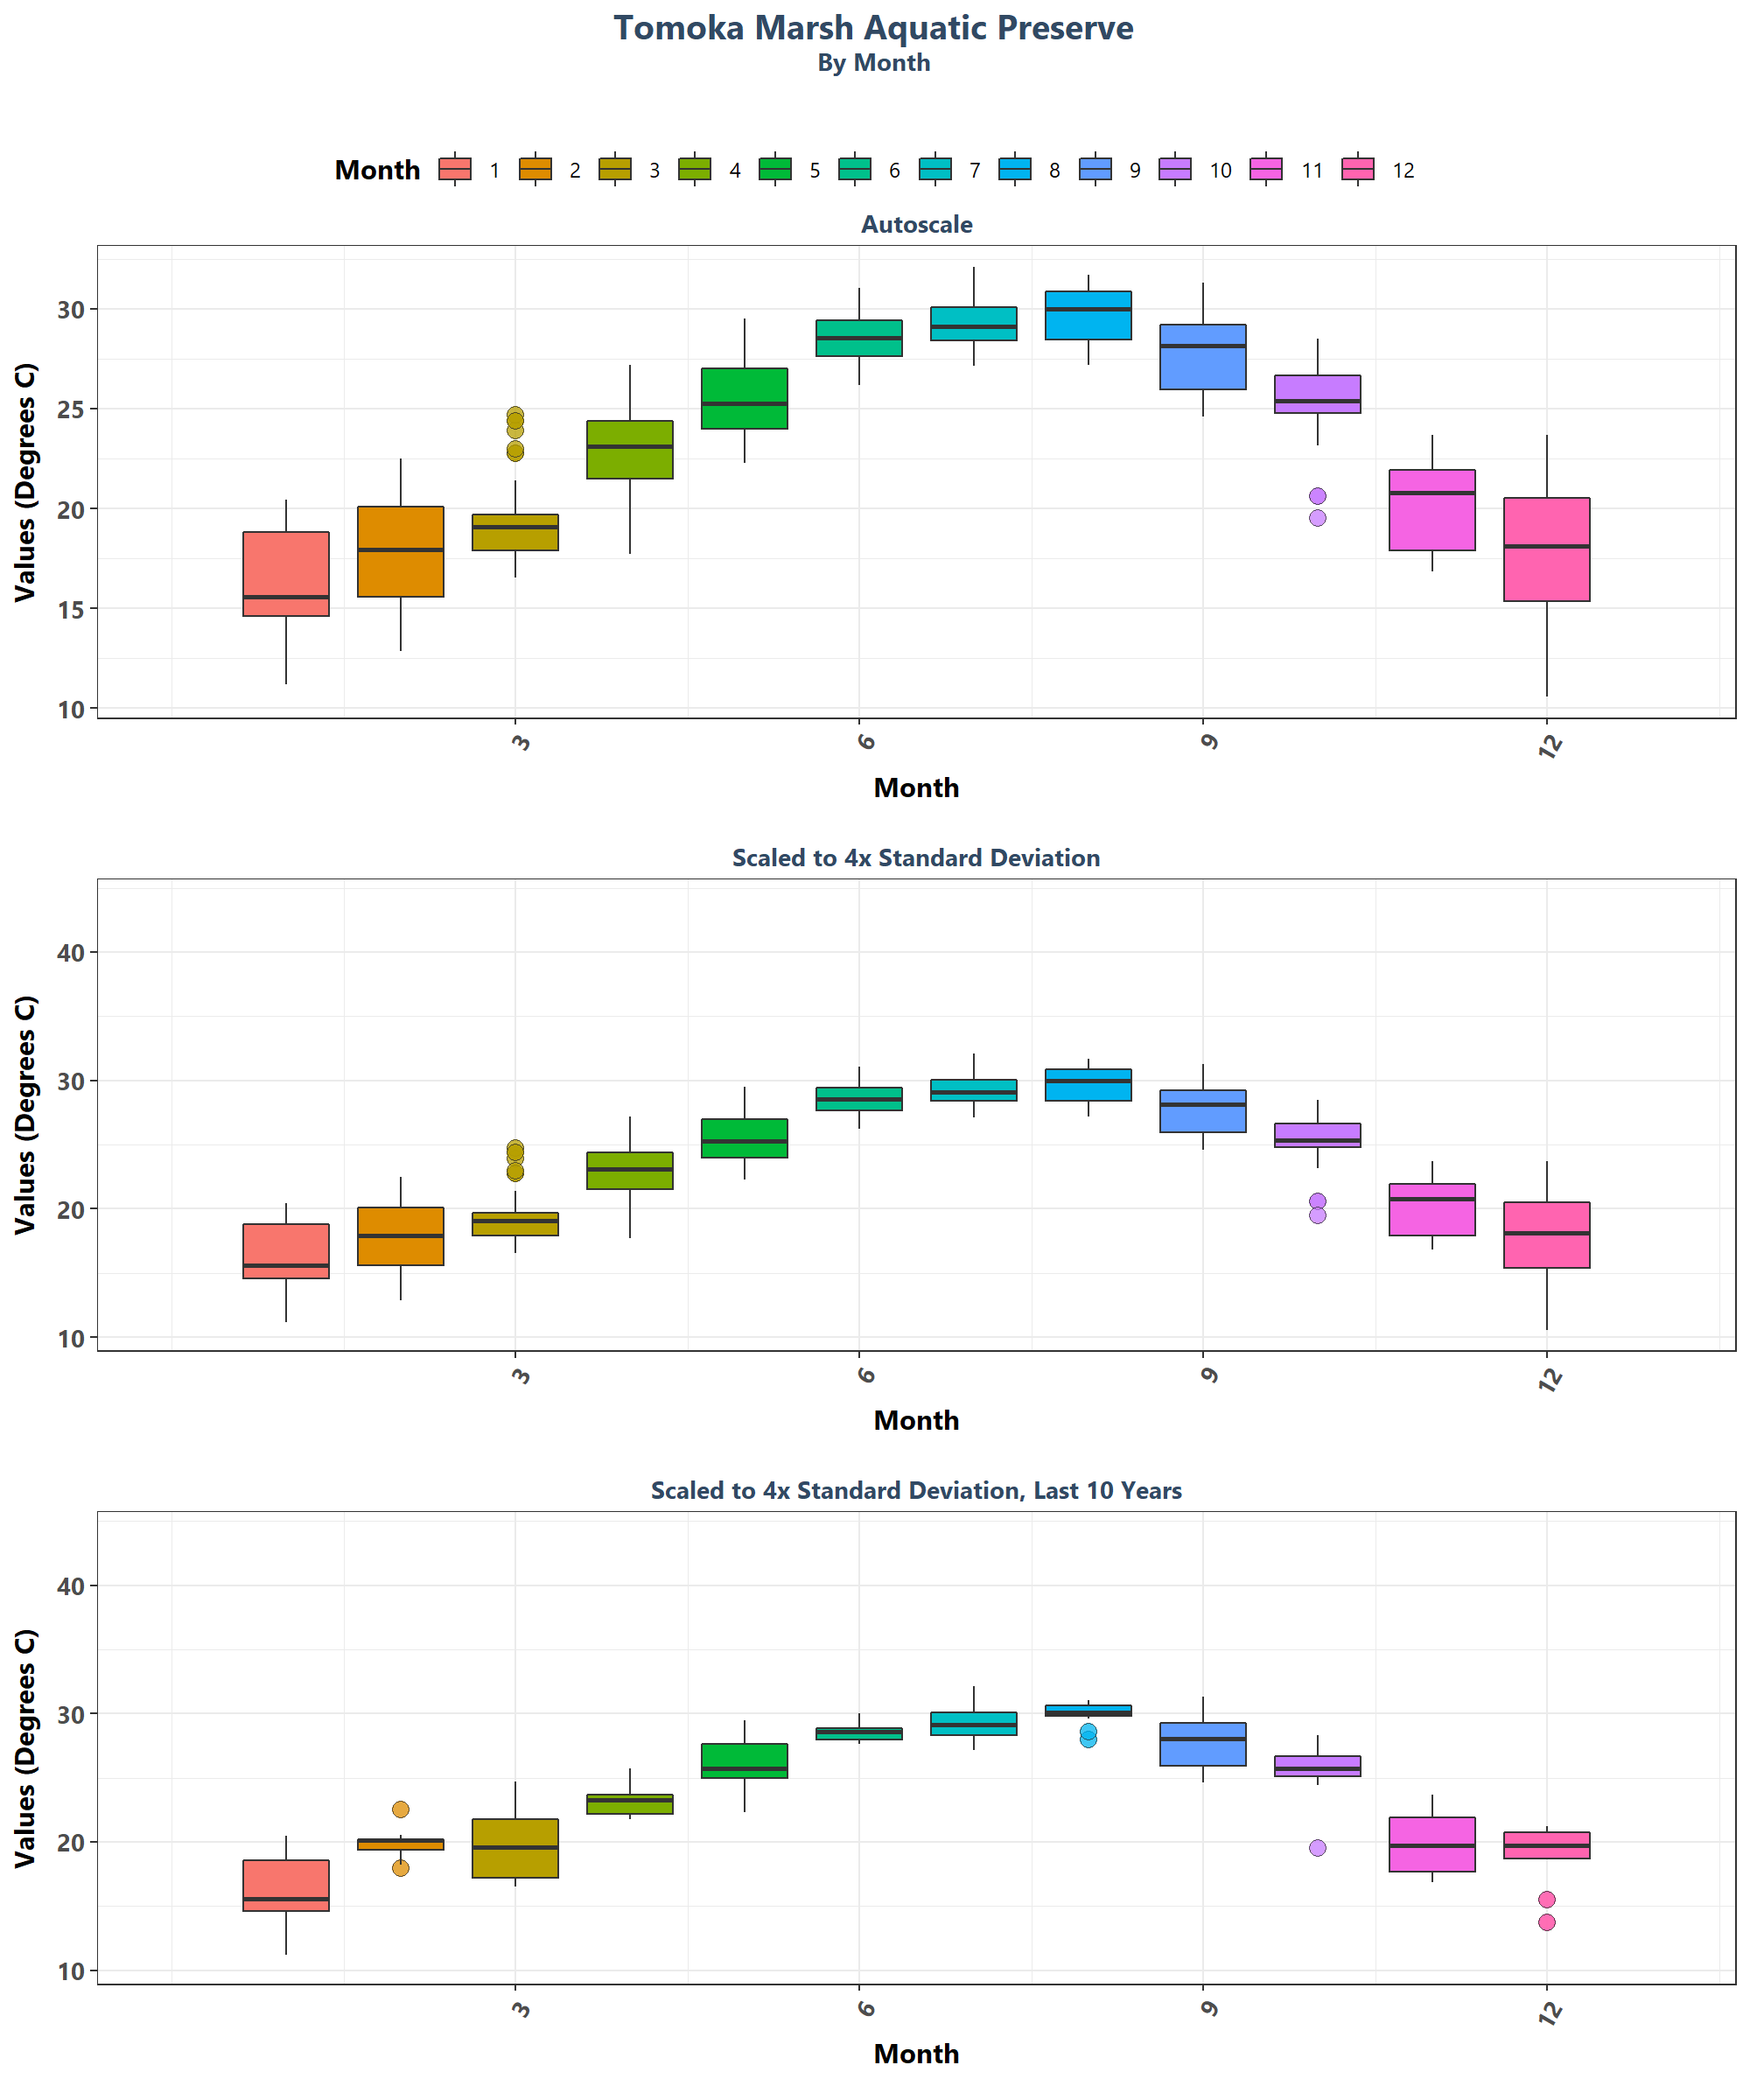 Tomoka Marsh Aquatic Preserve
By Month
Month 1 2 3 4 5 6 7 8 9 10 11 12
Autoscale
Values (Degrees C)
30
25
20
15
10
3 6 9 12
Month
Scaled to 4x Standard Deviation
Values (Degrees C)
40
30
20
10
3 6 9 12
Month
Scaled to 4x Standard Deviation, Last 10 Years
Values (Degrees C)
40
30
20
10
3 6 9 12
Month